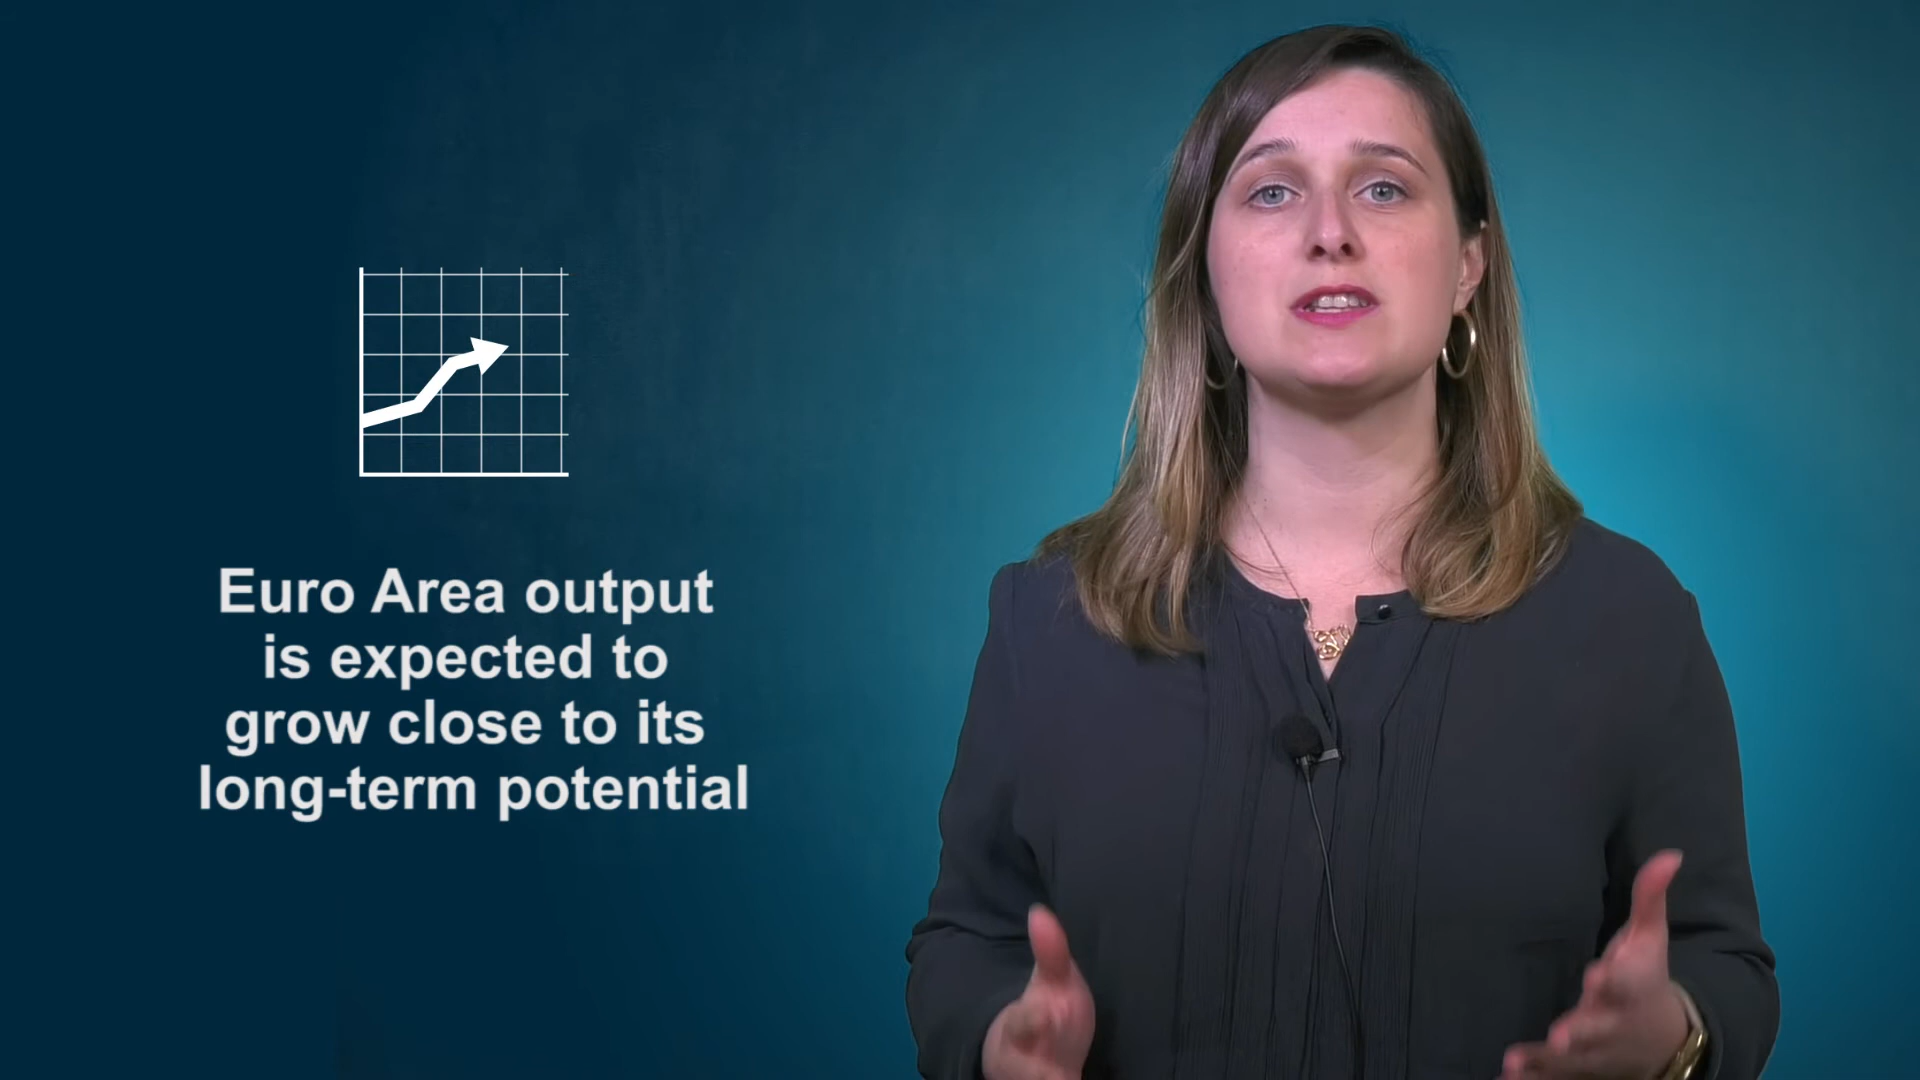 Euro Area output
is expected to
grow close to its
long-term potential